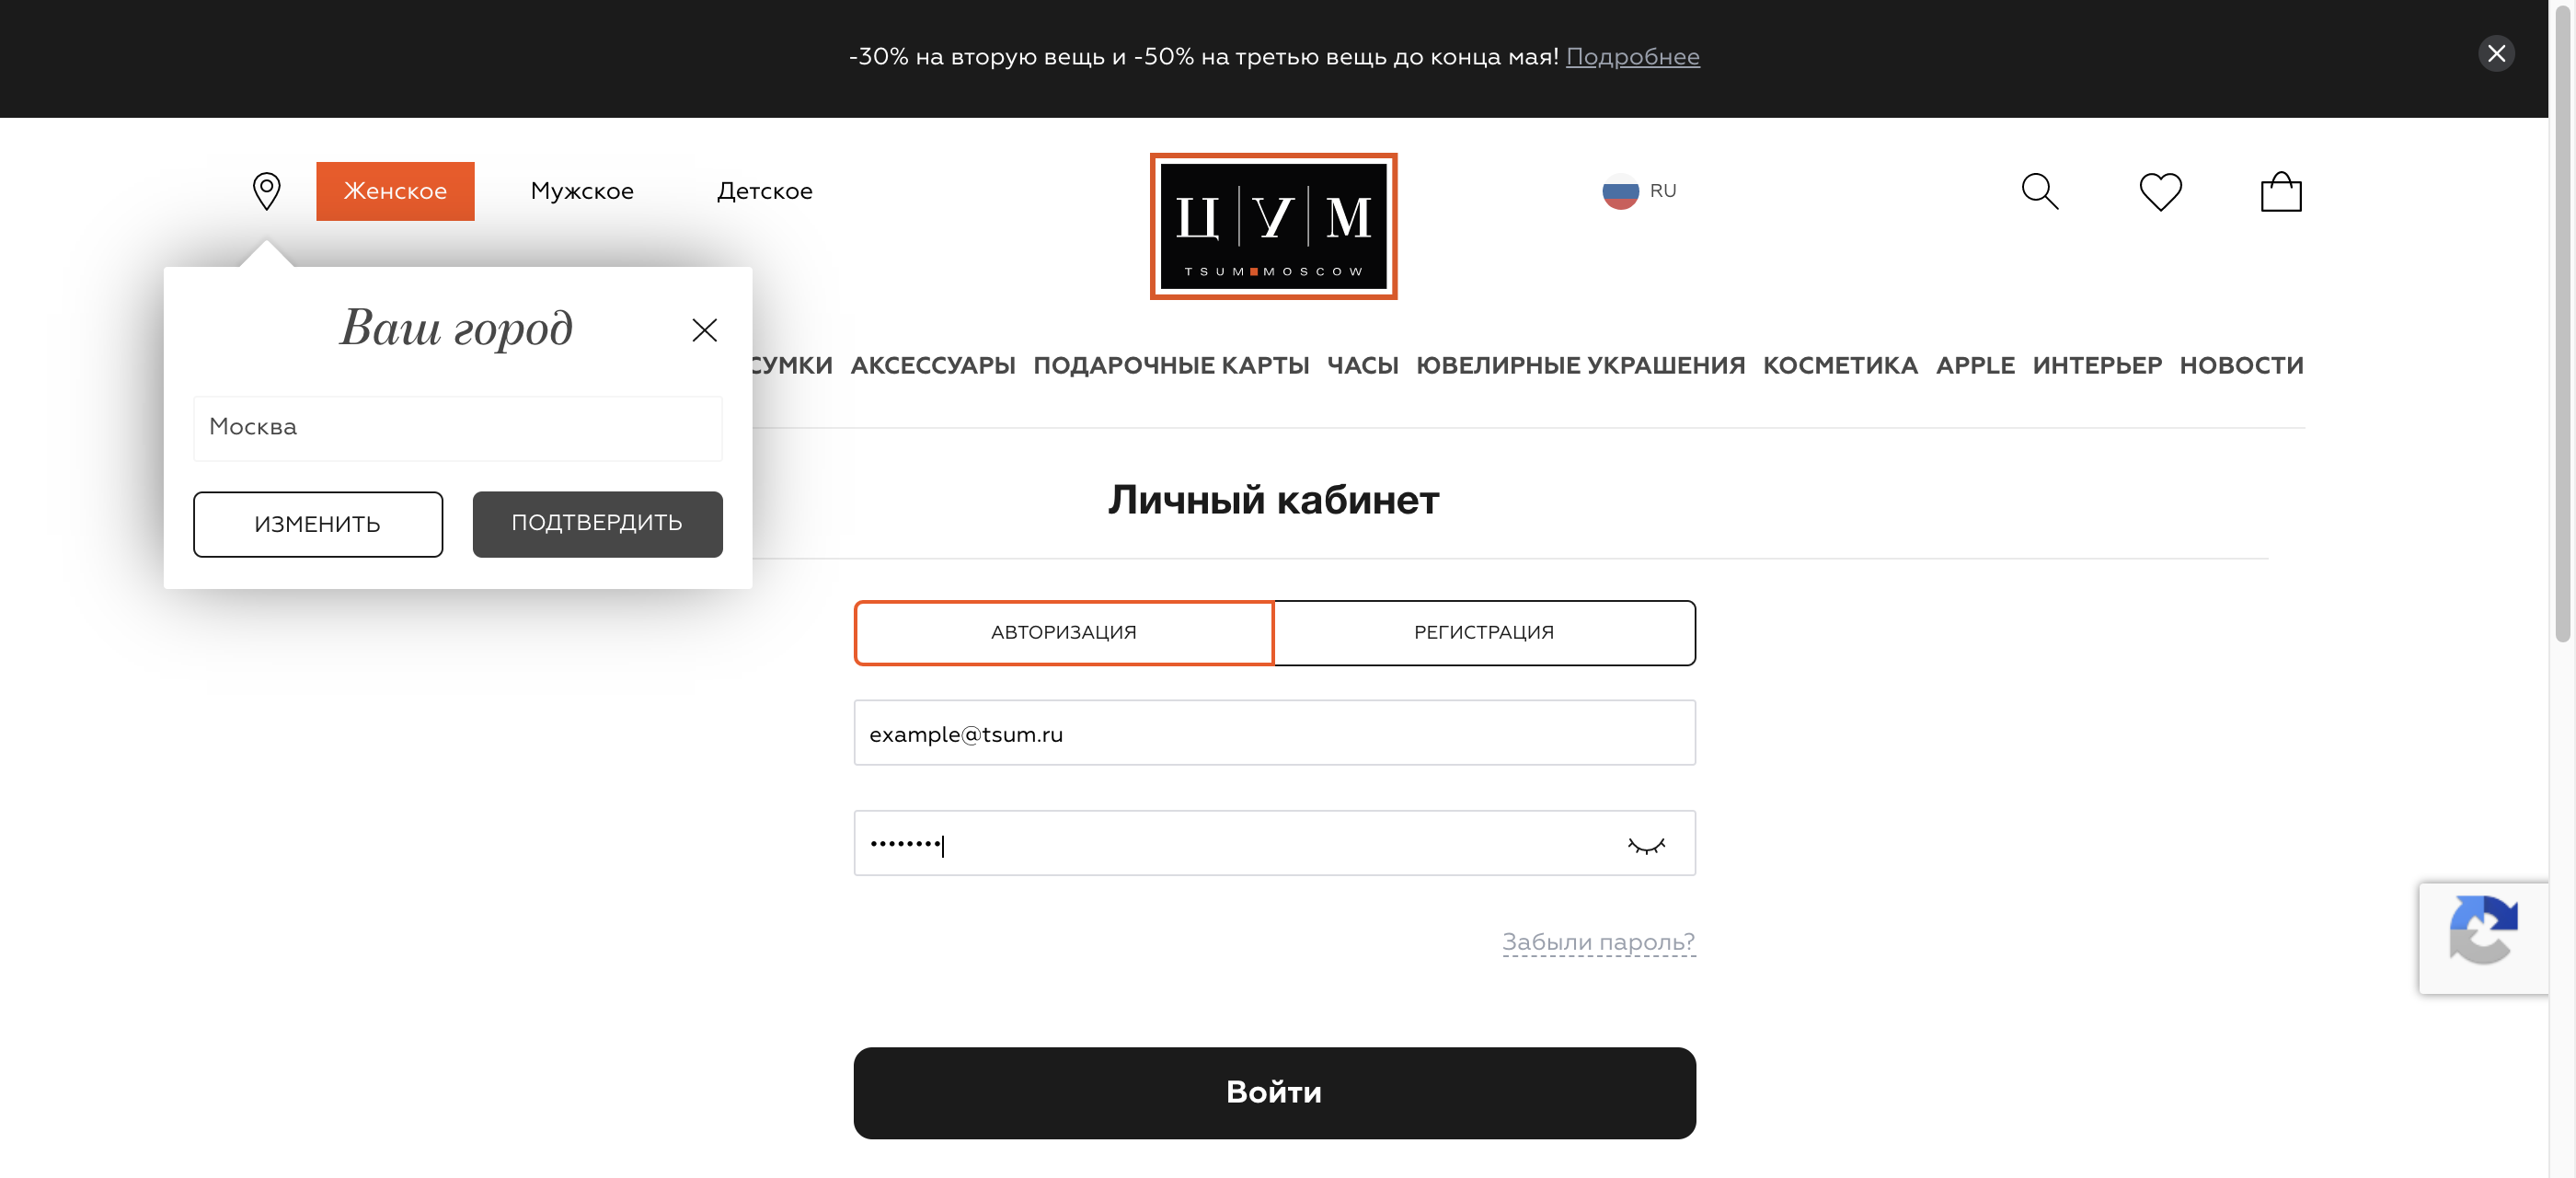 -30% на вторую вещь и -50% на третью вещь до конца мая! Подробнее
Женское Мужское Детское
ЦУМ
TSUM MOSCOW
RU
Ваш город
Москва
ИЗМЕНИТЬ ПОДТВЕРДИТЬ
СУМКИ АКСЕССУАРЫ ПОДАРОЧНЫЕ КАРТЫ ЧАСЫ ЮВЕЛИРНЫЕ УКРАШЕНИЯ КОСМЕТИКА APPLE ИНТЕРЬЕР НОВОСТИ
Личный кабинет
АВТОРИЗАЦИЯ РЕГИСТРАЦИЯ
example@tsum.ru
••••••••
Забыли пароль?
Войти